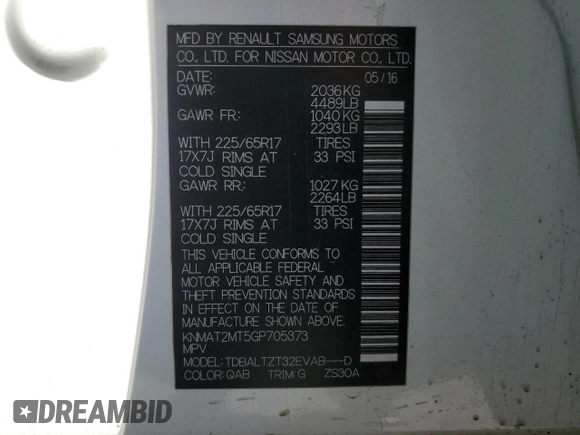 MFD BY RENAULT SAMSUNG MOTORS
CO., LTD. FOR NISSAN MOTOR CO., LTD.
DATE: 05/16
GVWR: 2036KG
4489LB
GAWR FR: 1040KG
2293LB
WITH 225/65R17 TIRES
17X7J RIMS AT 33 PSI
COLD SINGLE
GAWR RR: 1027KG
2264LB
WITH 225/65R17 TIRES
17X7J RIMS AT 33 PSI
COLD SINGLE
THIS VEHICLE CONFORMS TO
ALL APPLICABLE FEDERAL
MOTOR VEHICLE SAFETY AND
THEFT PREVENTION STANDARDS
IN EFFECT ON THE DATE OF
MANUFACTURE SHOWN ABOVE.
KNMAT2MT5GP705373
MPV
MODEL: TDBALTZT32EVAB---D
COLOR: QAB TRIM: G ZS30A
DREAMBID